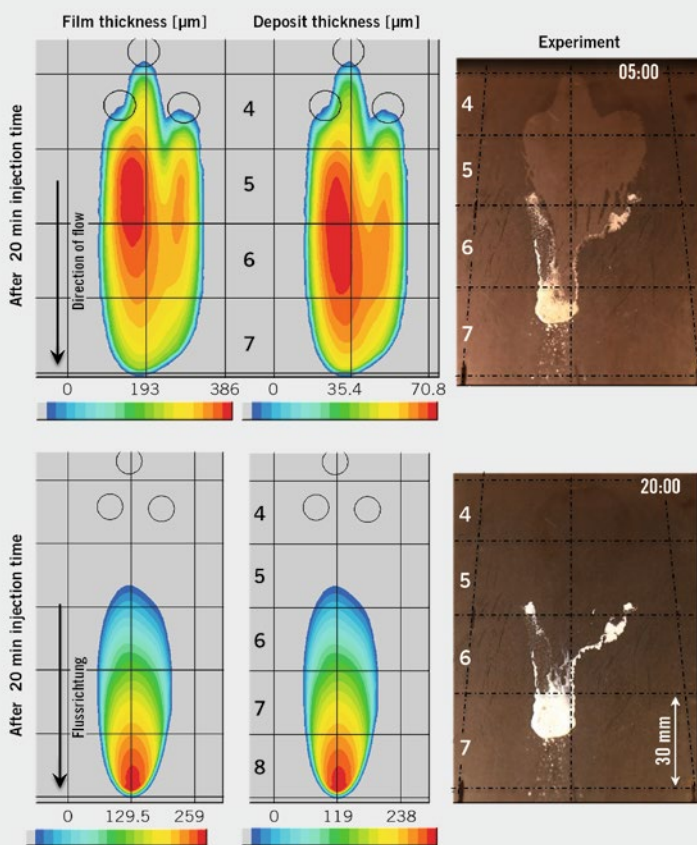 Film thickness [µm]
Deposit thickness [µm]
Experiment
After 20 min injection time
Direction of flow
4
5
6
7
0 193 386
0 35.4 70.8
05:00
4
5
6
7
After 20 min injection time
Flussrichtung
4
5
6
7
8
0 129.5 259
0 119 238
20:00
4
5
6
7
30 mm